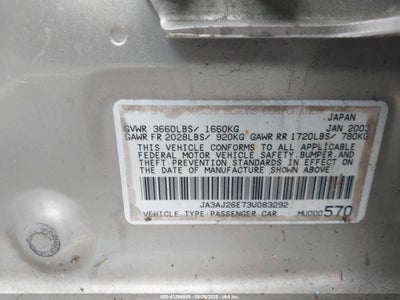 JAPAN
GVWR 3660LBS/ 1660KG JAN 2003
GAWR FR 2028LBS/ 920KG GAWR RR 1720LBS/ 780KG
THIS VEHICLE CONFORMS TO ALL APPLICABLE
FEDERAL MOTOR VEHICLE SAFETY, BUMPER, AND
THEFT PREVENTION STANDARDS IN EFFECT ON
THE DATE OF MANUFACTURE SHOWN ABOVE.
JA3AJ26E73U083292
VEHICLE TYPE PASSENGER CAR MU000570